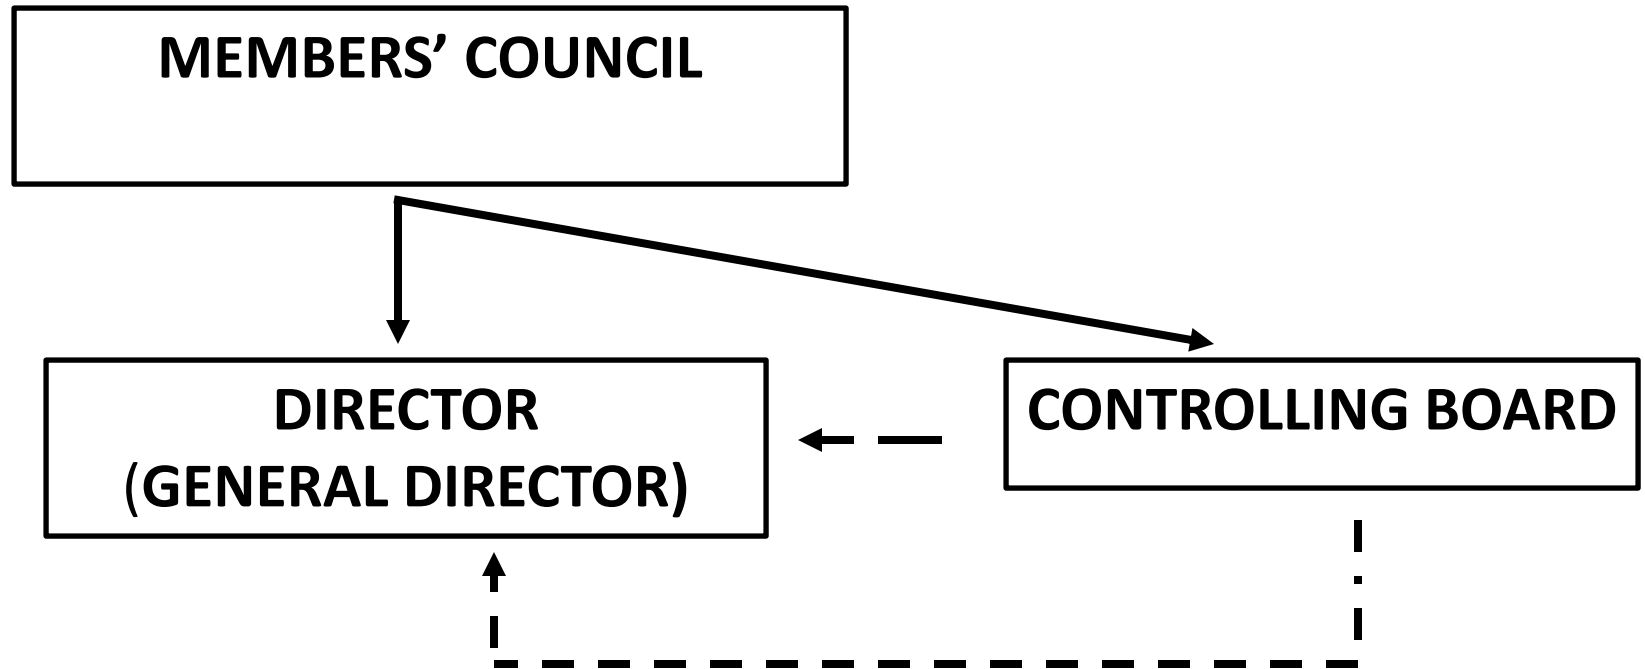 MEMBERS’ COUNCIL
DIRECTOR
(GENERAL DIRECTOR)
CONTROLLING BOARD